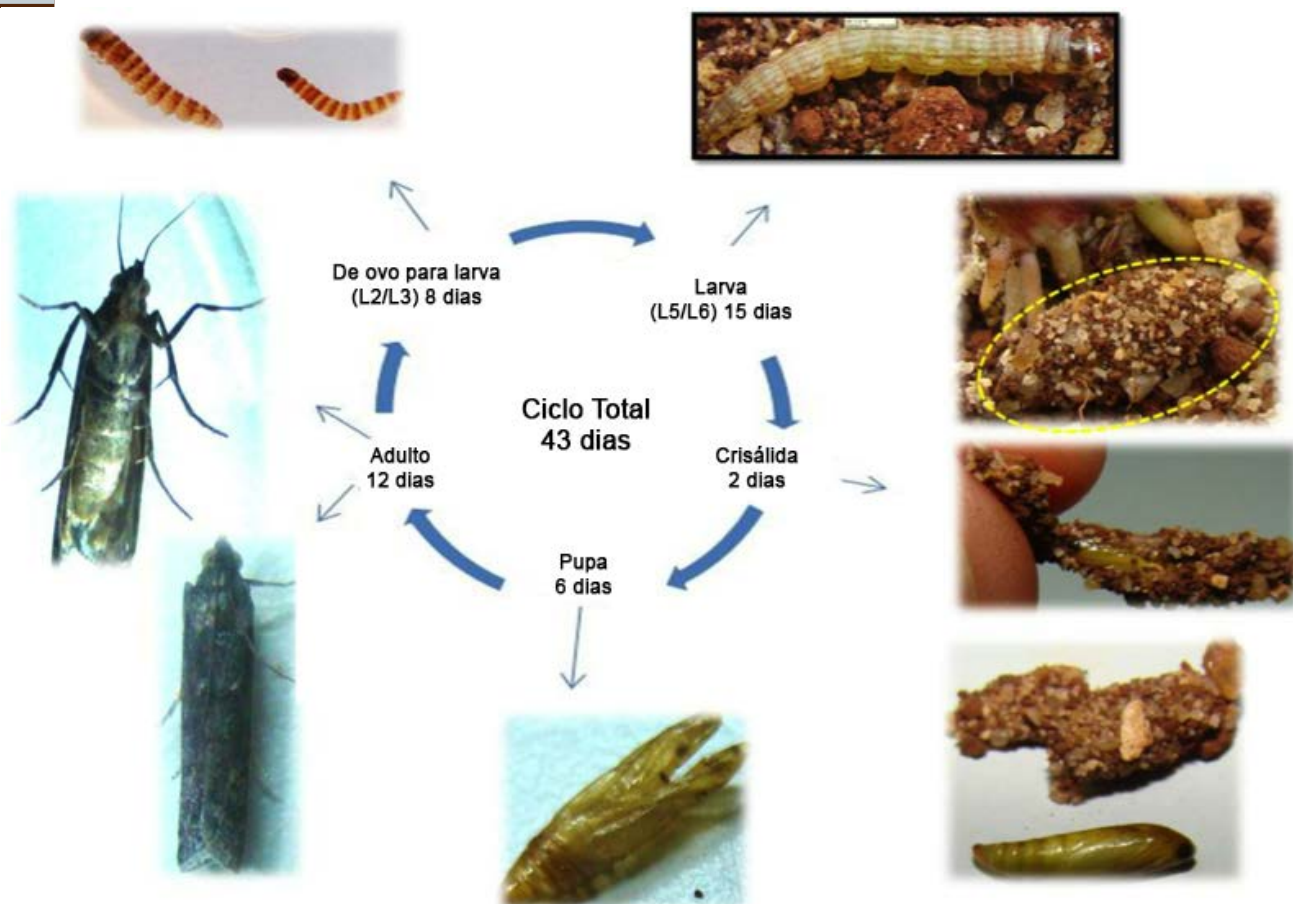 De ovo para larva
(L2/L3) 8 dias
Larva
(L5/L6) 15 dias
Ciclo Total
43 dias
Adulto
12 dias
Crisálida
2 dias
Pupa
6 dias